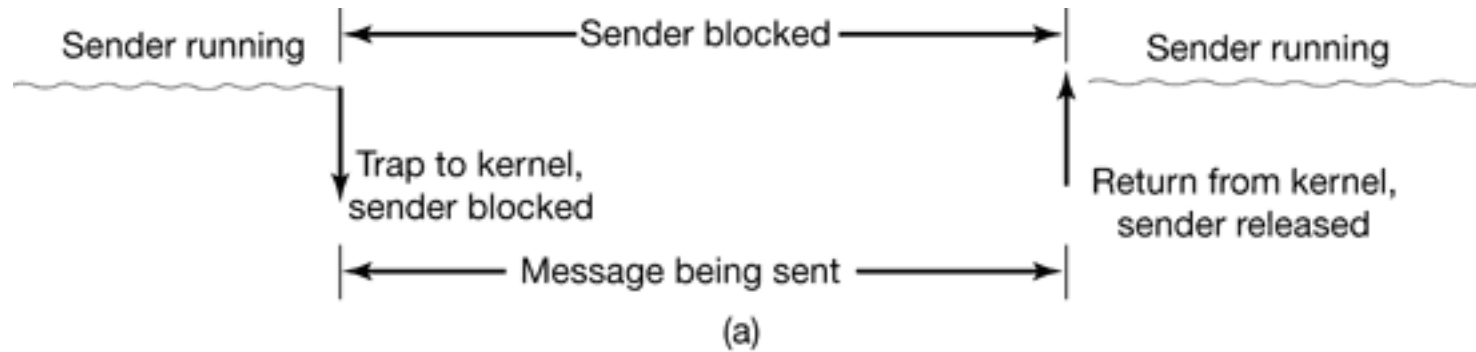 Sender running
Sender blocked
Sender running
Trap to kernel,
sender blocked
Return from kernel,
sender released
Message being sent
(a)